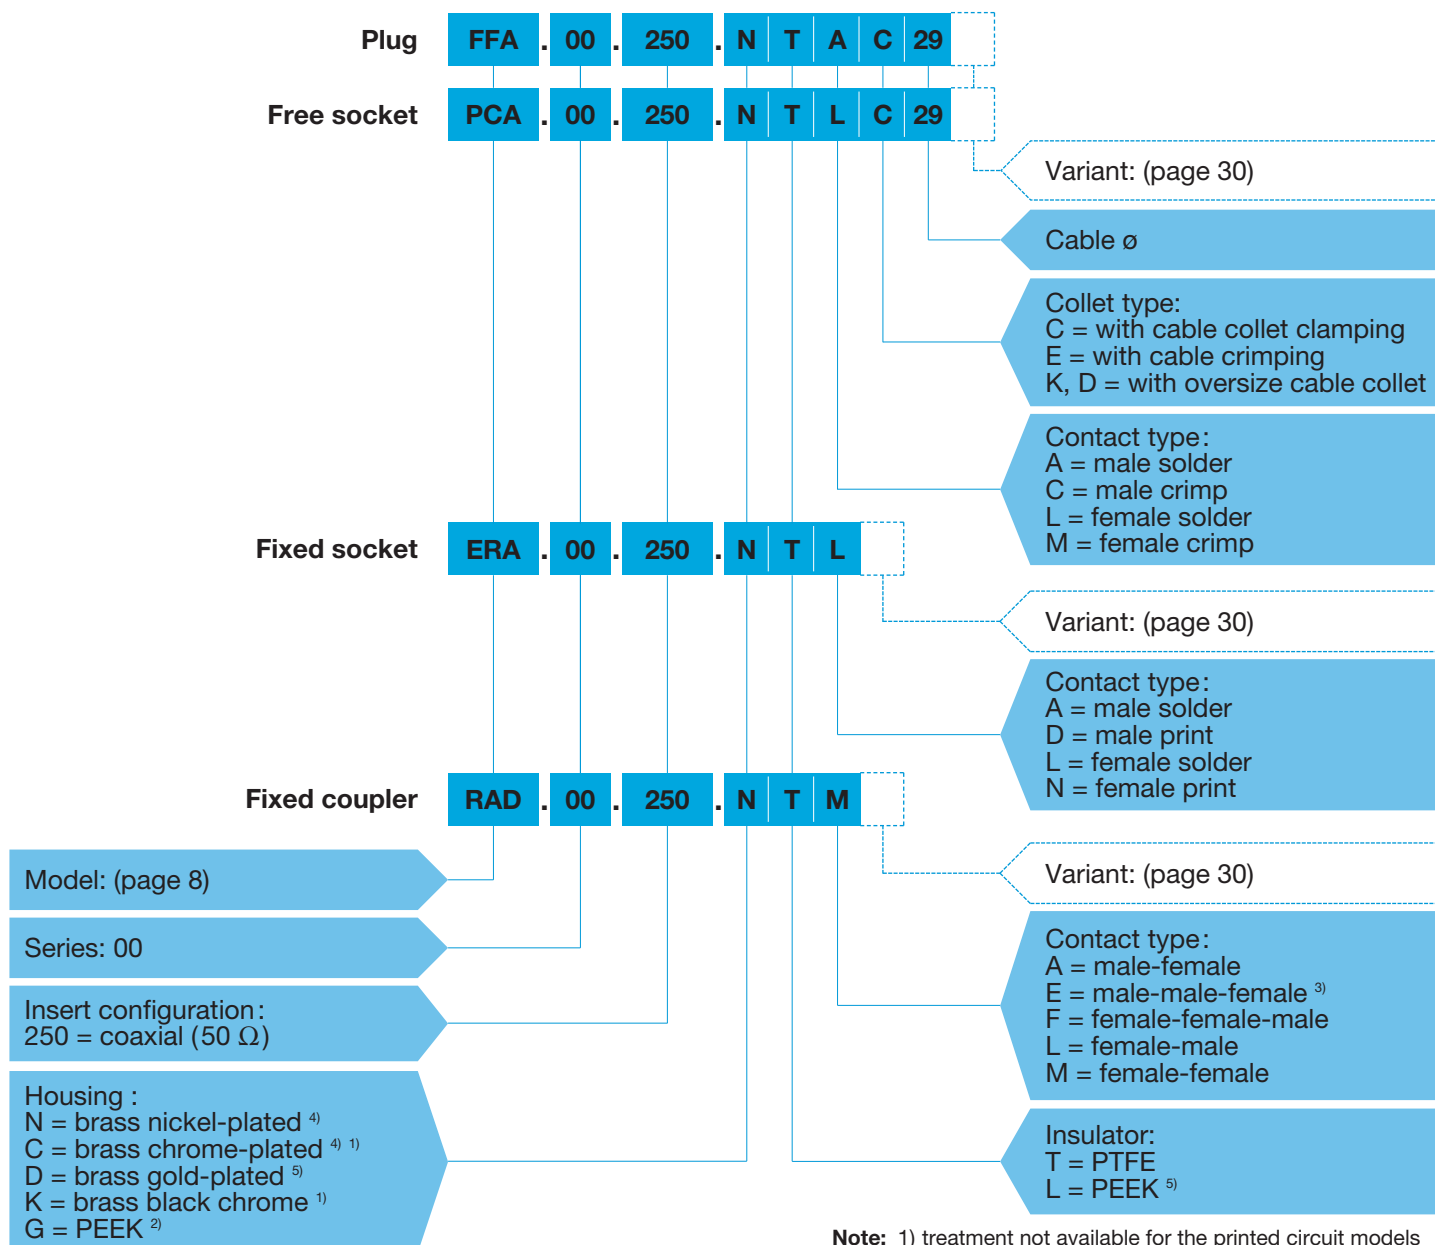 Plug FFA . 00 . 250 . N T A C 29
Free socket PCA . 00 . 250 . N T L C 29
Variant: (page 30)
Cable ø
Collet type:
C = with cable collet clamping
E = with cable crimping
K, D = with oversize cable collet
Contact type:
A = male solder
C = male crimp
L = female solder
M = female crimp
Fixed socket ERA . 00 . 250 . N T L
Variant: (page 30)
Contact type:
A = male solder
D = male print
L = female solder
N = female print
Fixed coupler RAD . 00 . 250 . N T M
Variant: (page 30)
Contact type:
A = male-female
E = male-male-female 3)
F = female-female-male
L = female-male
M = female-female
Insulator:
T = PTFE
L = PEEK 5)
Model: (page 8)
Series: 00
Insert configuration:
250 = coaxial (50 Ω)
Housing :
N = brass nickel-plated 4)
C = brass chrome-plated 4) 1)
D = brass gold-plated 5)
K = brass black chrome 1)
G = PEEK 2)
Note: 1) treatment not available for the printed circuit models